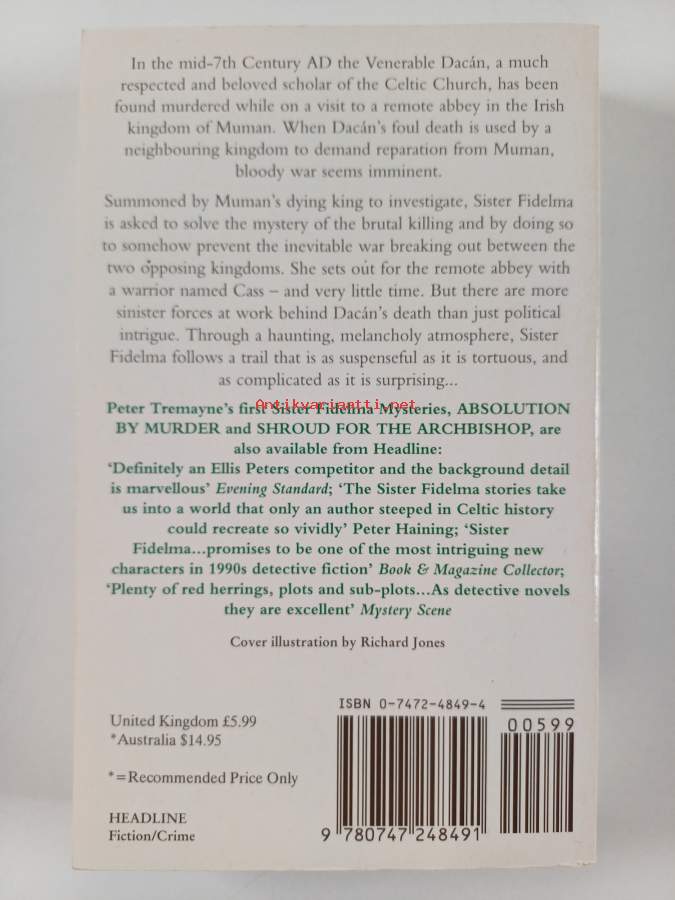 In the mid-7th Century AD the Venerable Dacán, a much
respected and beloved scholar of the Celtic Church, has been
found murdered while on a visit to a remote abbey in the Irish
kingdom of Muman. When Dacán's foul death is used by a
neighbouring kingdom to demand reparation from Muman,
bloody war seems imminent.
Summoned by Muman's dying king to investigate, Sister Fidelma
is asked to solve the mystery of the brutal killing and by doing so
to somehow prevent the inevitable war breaking out between the
two opposing kingdoms. She sets out for the remote abbey with
a warrior named Cass – and very little time. But there are more
sinister forces at work behind Dacán's death than just political
intrigue. Through a haunting, melancholy atmosphere, Sister
Fidelma follows a trail that is as suspenseful as it is tortuous, and
as complicated as it is surprising...
Antikvariaatti.net
Peter Tremayne's first Sister Fidelma Mysteries, ABSOLUTION
BY MURDER and SHROUD FOR THE ARCHBISHOP, are
also available from Headline:
'Definitely an Ellis Peters competitor and the background detail
is marvellous' Evening Standard; 'The Sister Fidelma stories take
us into a world that only an author steeped in Celtic history
could recreate so vividly' Peter Haining; 'Sister
Fidelma...promises to be one of the most intriguing new
characters in 1990s detective fiction' Book & Magazine Collector;
'Plenty of red herrings, plots and sub-plots...As detective novels
they are excellent' Mystery Scene
Cover illustration by Richard Jones
United Kingdom £5.99
*Australia $14.95
*=Recommended Price Only
HEADLINE
Fiction/Crime
ISBN 0-7472-4849-4
00599
9 780747 248491